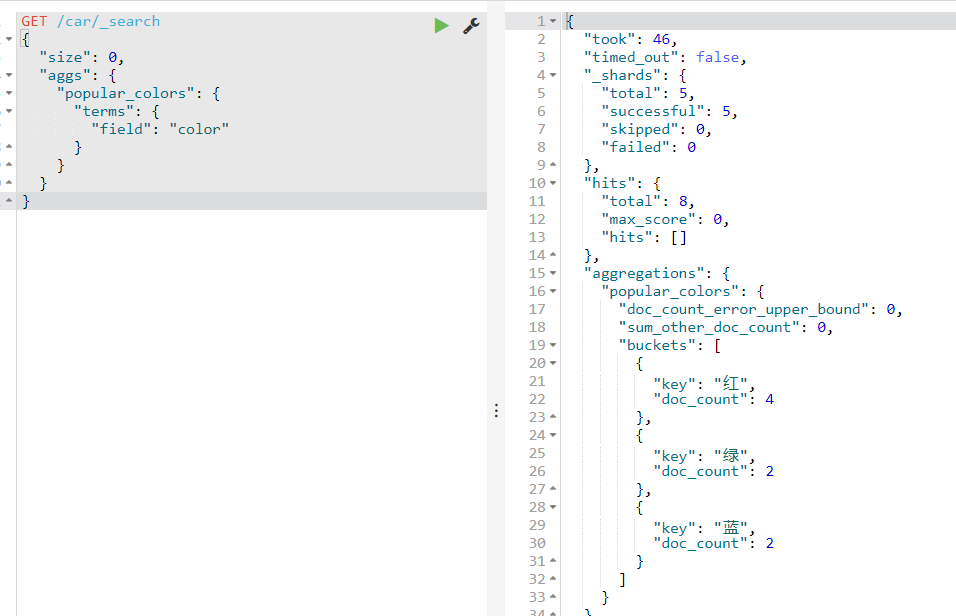 GET /car/_search
{
  "size": 0,
  "aggs": {
    "popular_colors": {
      "terms": {
        "field": "color"
      }
    }
  }
}
1 {
2   "took": 46,
3   "timed_out": false,
4   "_shards": {
5     "total": 5,
6     "successful": 5,
7     "skipped": 0,
8     "failed": 0
9   },
10   "hits": {
11     "total": 8,
12     "max_score": 0,
13     "hits": []
14   },
15   "aggregations": {
16     "popular_colors": {
17       "doc_count_error_upper_bound": 0,
18       "sum_other_doc_count": 0,
19       "buckets": [
20         {
21           "key": "红",
22           "doc_count": 4
23         },
24         {
25           "key": "绿",
26           "doc_count": 2
27         },
28         {
29           "key": "蓝",
30           "doc_count": 2
31         }
32       ]
33     }
34   }